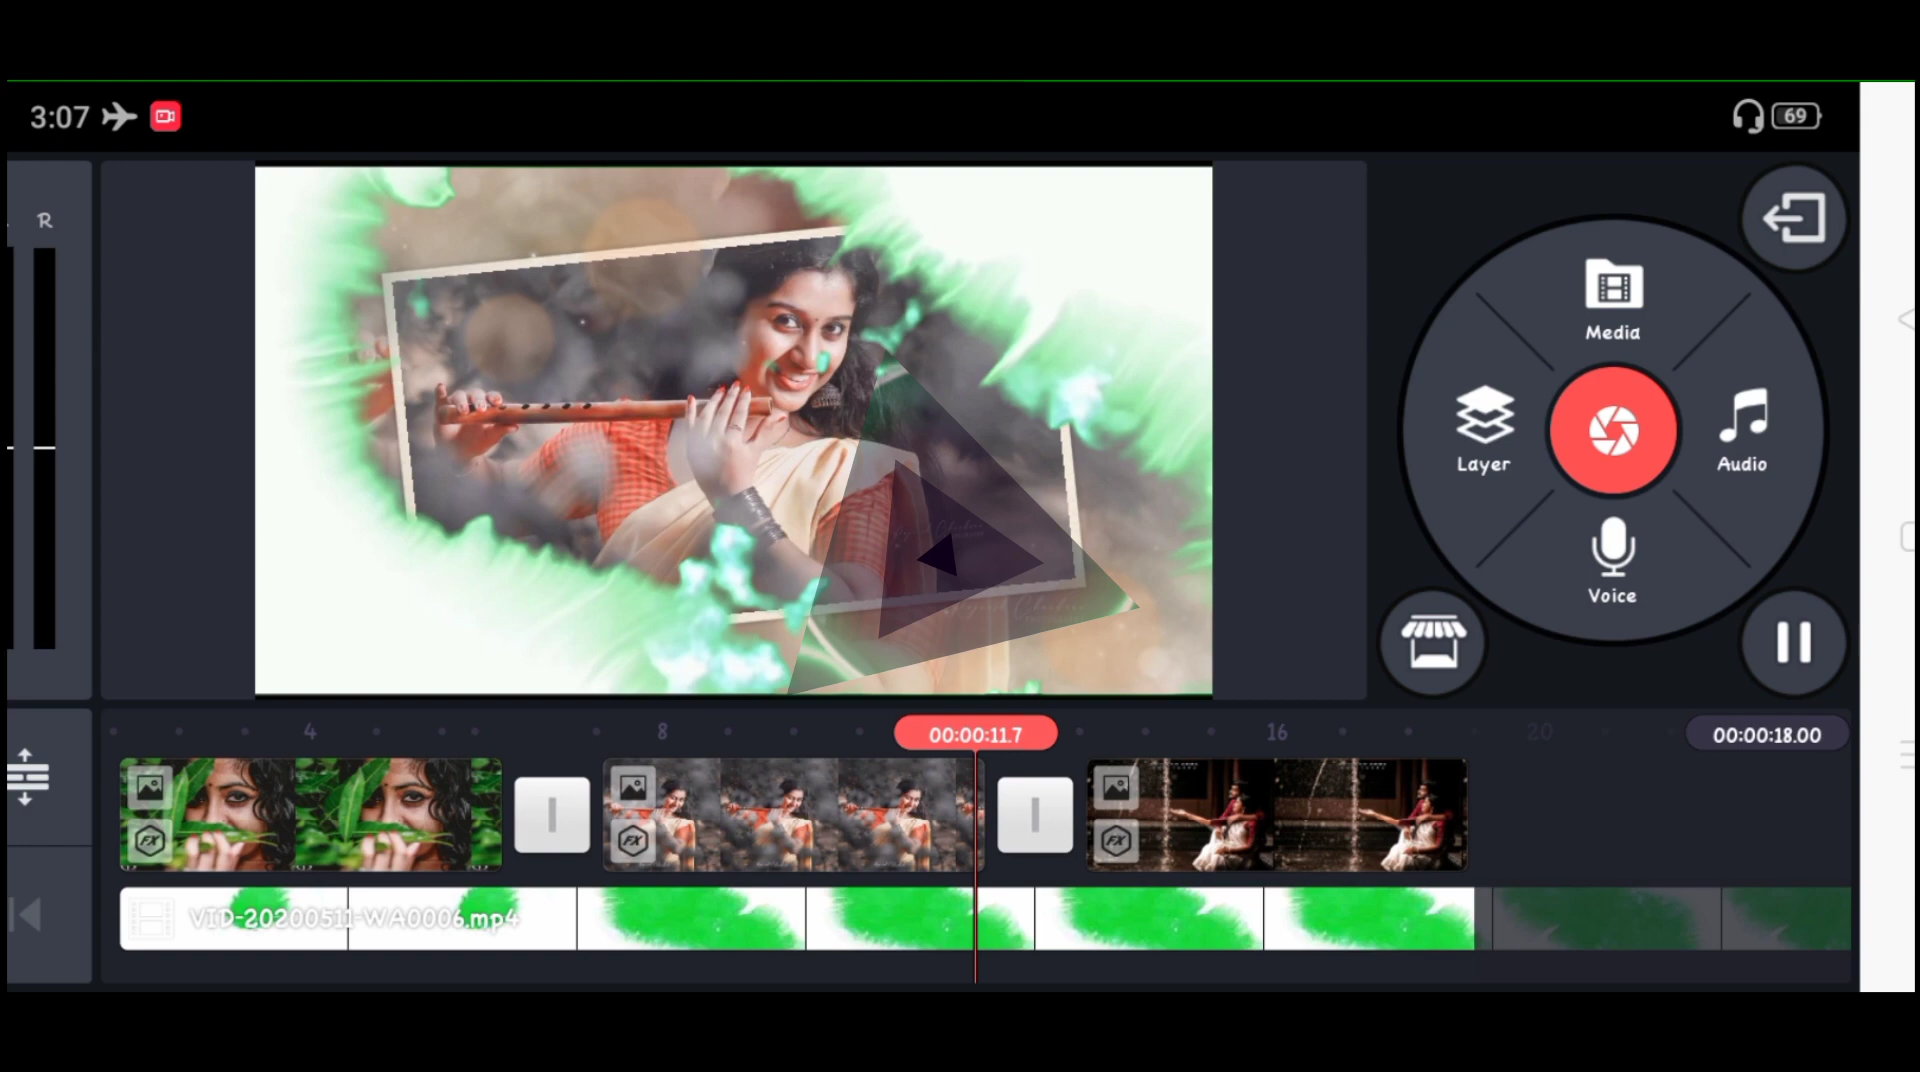 3:07
69
R
Media
Layer
Audio
Voice
4
8
00:00:11.7
16
20
00:00:18.00
FX
FX
FX
VID-20200511-WA0006.mp4